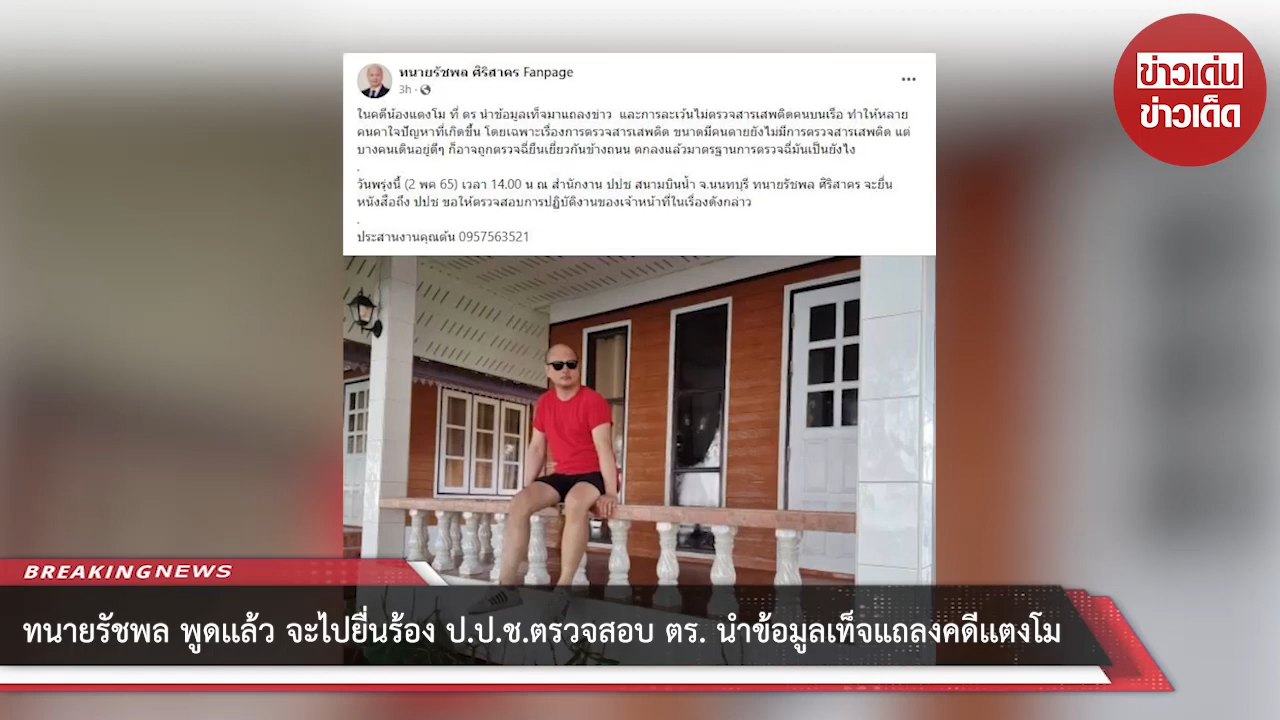 ข่าวเด่น
ข่าวเด็ด
ทนายรัชพล ศิริสาคร Fanpage
3h ·
ในคดีน้องแตงโม ที่ ตร นำข้อมูลเท็จมาแถลงข่าว และการละเว้นไม่ตรวจสารเสพติดคนบนเรือ ทำให้หลาย
คนคาใจปัญหาที่เกิดขึ้น โดยเฉพาะเรื่องการตรวจสารเสพติด ขนาดมีคนตายยังไม่มีการตรวจสารเสพติด แต่
บางคนเดินอยู่ดีๆ ก็อาจถูกตรวจฉี่ยืนเยี่ยวกันข้างถนน ตกลงแล้วมาตรฐานการตรวจฉี่มันเป็นยังไง
.
วันพรุ่งนี้ (2 พค 65) เวลา 14.00 น ณ สำนักงาน ปปช สนามบินน้ำ จ.นนทบุรี ทนายรัชพล ศิริสาคร จะยื่น
หนังสือถึง ปปช ขอให้ตรวจสอบการปฏิบัติงานของเจ้าหน้าที่ในเรื่องดังกล่าว
.
ประสานงานคุณต้น 0957563521
BREAKING NEWS
ทนายรัชพล พูดแล้ว จะไปยื่นร้อง ป.ป.ช.ตรวจสอบ ตร. นำข้อมูลเท็จแถลงคดีแตงโม